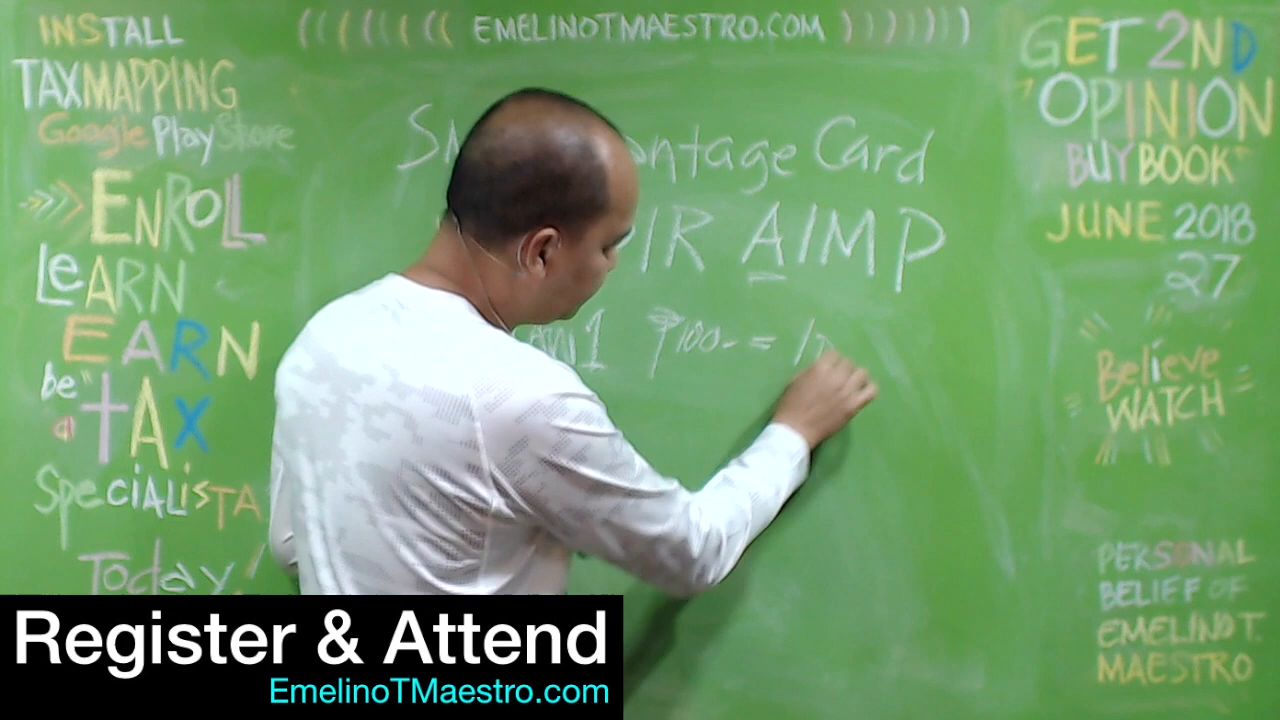 INSTALL
TAXMAPPING
Google Play Store
>>> ENROLL
LeARN
EARN
be"
a TAX
SpeciALisTA
Today!
(((((((( EMELINOTMAESTRO.COM ))))))))
Card
AIMP
₱100.- =
GET 2ND
"OPINION
BUY BOOK"
JUNE 2018
27
Believe
WATCH
PERSONAL
BELIEF OF
EMELINO T.
MAESTRO
Register & Attend
EmelinoTMaestro.com